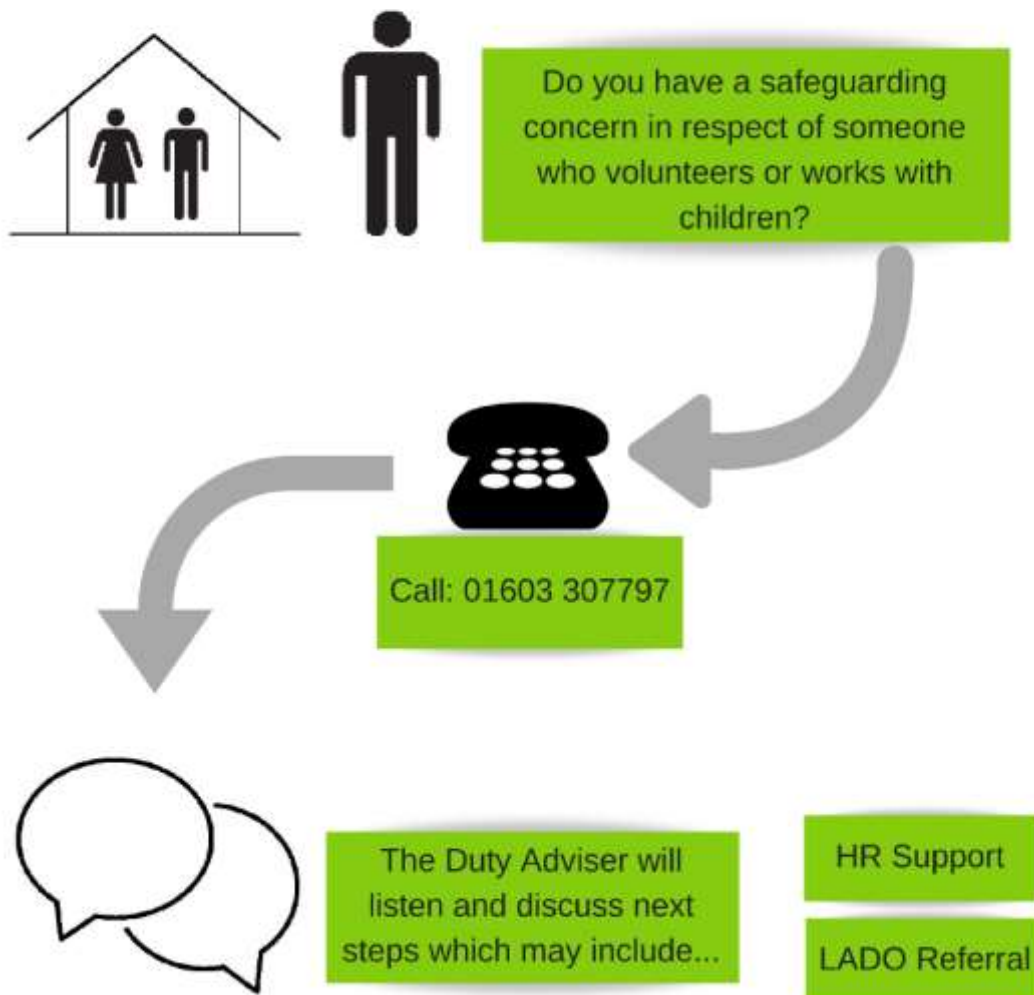 Do you have a safeguarding
concern in respect of someone
who volunteers or works with
children?
Call: 01603 307797
The Duty Adviser will
listen and discuss next
steps which may include...
HR Support
LADO Referral